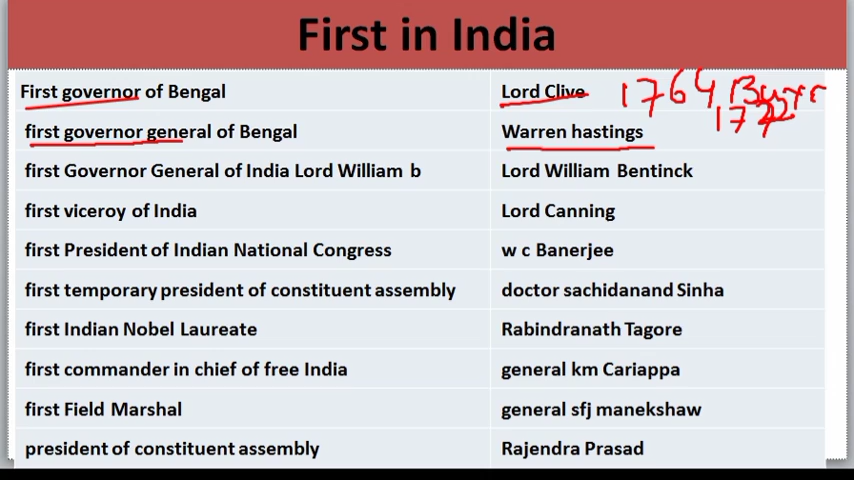 First in India
First governor of Bengal Lord Clive 1764 Buxr
first governor general of Bengal Warren hastings
first Governor General of India Lord William b Lord William Bentinck
first viceroy of India Lord Canning
first President of Indian National Congress w c Banerjee
first temporary president of constituent assembly doctor sachidanand Sinha
first Indian Nobel Laureate Rabindranath Tagore
first commander in chief of free India general km Cariappa
first Field Marshal general sfj manekshaw
president of constituent assembly Rajendra Prasad